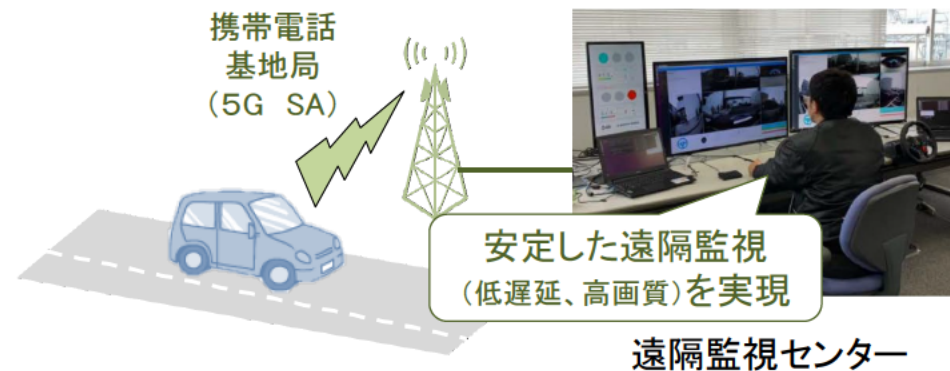 携帯電話
基地局
（5G　SA）
安定した遠隔監視
（低遅延、高画質）を実現
遠隔監視センター